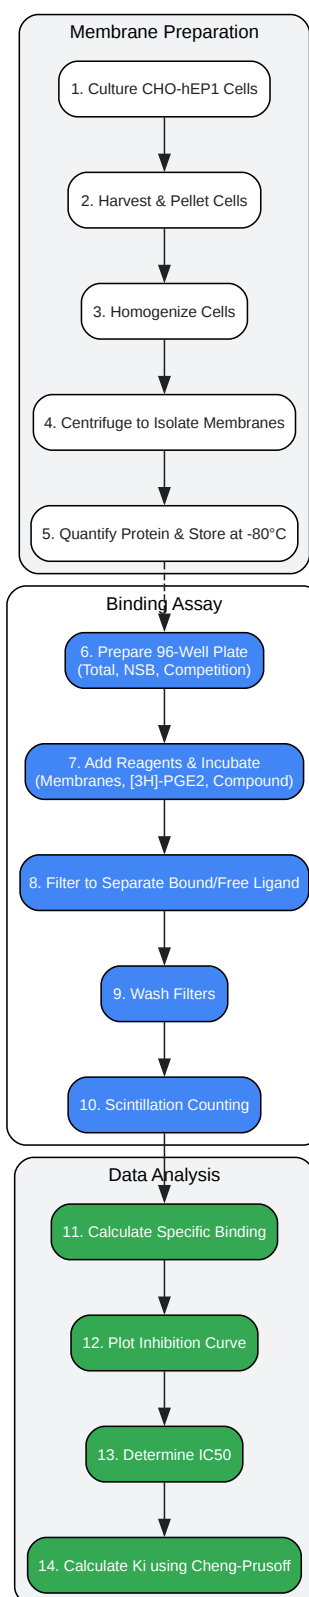 Membrane Preparation
1. Culture CHO-hEP1 Cells
2. Harvest & Pellet Cells
3. Homogenize Cells
4. Centrifuge to Isolate Membranes
5. Quantify Protein & Store at -80°C
Binding Assay
6. Prepare 96-Well Plate
(Total, NSB, Competition)
7. Add Reagents & Incubate
(Membranes, [3H]-PGE2, Compound)
8. Filter to Separate Bound/Free Ligand
9. Wash Filters
10. Scintillation Counting
Data Analysis
11. Calculate Specific Binding
12. Plot Inhibition Curve
13. Determine IC50
14. Calculate Ki using Cheng-Prusoff